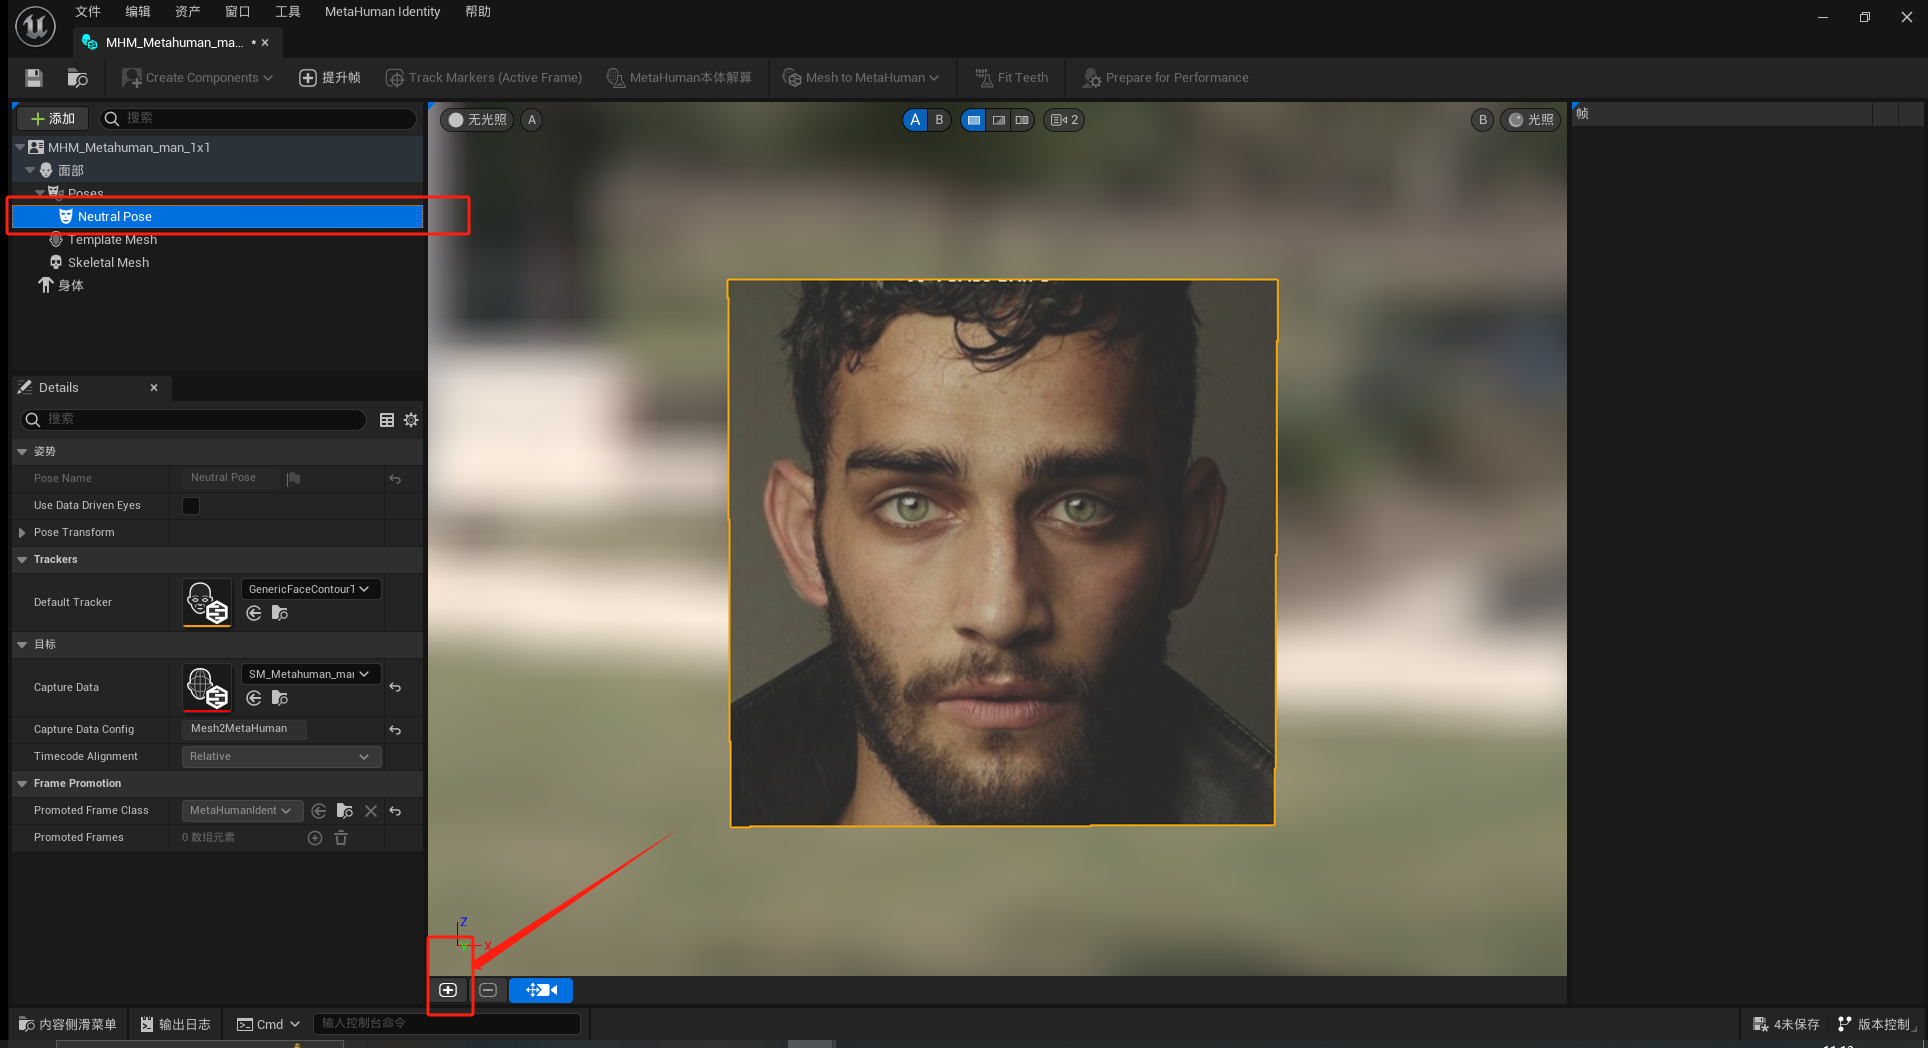 文件 编辑 资产 窗口 工具 MetaHuman Identity 帮助
MHM_Metahuman_ma... •
Create Components 提升帧 Track Markers (Active Frame) MetaHuman本体解算 Mesh to MetaHuman Fit Teeth Prepare for Performance
添加 搜索
MHM_Metahuman_man_1x1
面部
Poses
Neutral Pose
Template Mesh
Skeletal Mesh
身体
无光照 A
A B 2
B 光照
帧
Details
搜索
姿势
Pose Name Neutral Pose
Use Data Driven Eyes
Pose Transform
Trackers
Default Tracker GenericFaceContourT
目标
Capture Data SM_Metahuman_mai
Capture Data Config Mesh2MetaHuman
Timecode Alignment Relative
Frame Promotion
Promoted Frame Class MetaHumanIdent
Promoted Frames 0 数组元素
Z
Y X
内容侧滑菜单 输出日志 Cmd 输入控制台命令 4未保存 版本控制